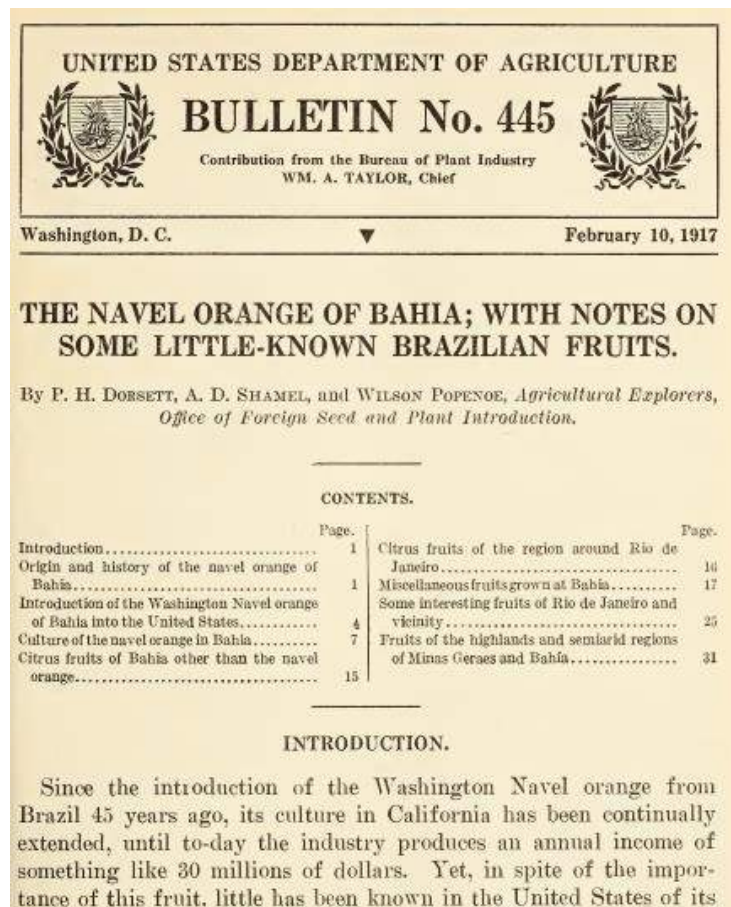 UNITED STATES DEPARTMENT OF AGRICULTURE
BULLETIN No. 445
Contribution from the Bureau of Plant Industry
WM. A. TAYLOR, Chief
Washington, D. C. ▼ February 10, 1917
THE NAVEL ORANGE OF BAHIA; WITH NOTES ON
SOME LITTLE-KNOWN BRAZILIAN FRUITS.
By P. H. DORSETT, A. D. SHAMEL, and WILSON POPENOE, Agricultural Explorers,
Office of Foreign Seed and Plant Introduction.
CONTENTS.
Page.
Introduction................................ 1
Origin and history of the navel orange of
Bahia..................................... 1
Introduction of the Washington Navel orange
of Bahia into the United States............ 4
Culture of the navel orange in Bahia.......... 7
Citrus fruits of Bahia other than the navel
orange..................................... 15
Page.
Citrus fruits of the region around Rio de
Janeiro.................................... 16
Miscellaneous fruits grown at Bahia.......... 17
Some interesting fruits of Rio de Janeiro and
vicinity................................... 25
Fruits of the highlands and semiarid regions
of Minas Geraes and Bahia................ 31
INTRODUCTION.
Since the introduction of the Washington Navel orange from
Brazil 45 years ago, its culture in California has been continually
extended, until to-day the industry produces an annual income of
something like 30 millions of dollars. Yet, in spite of the impor-
tance of this fruit, little has been known in the United States of its